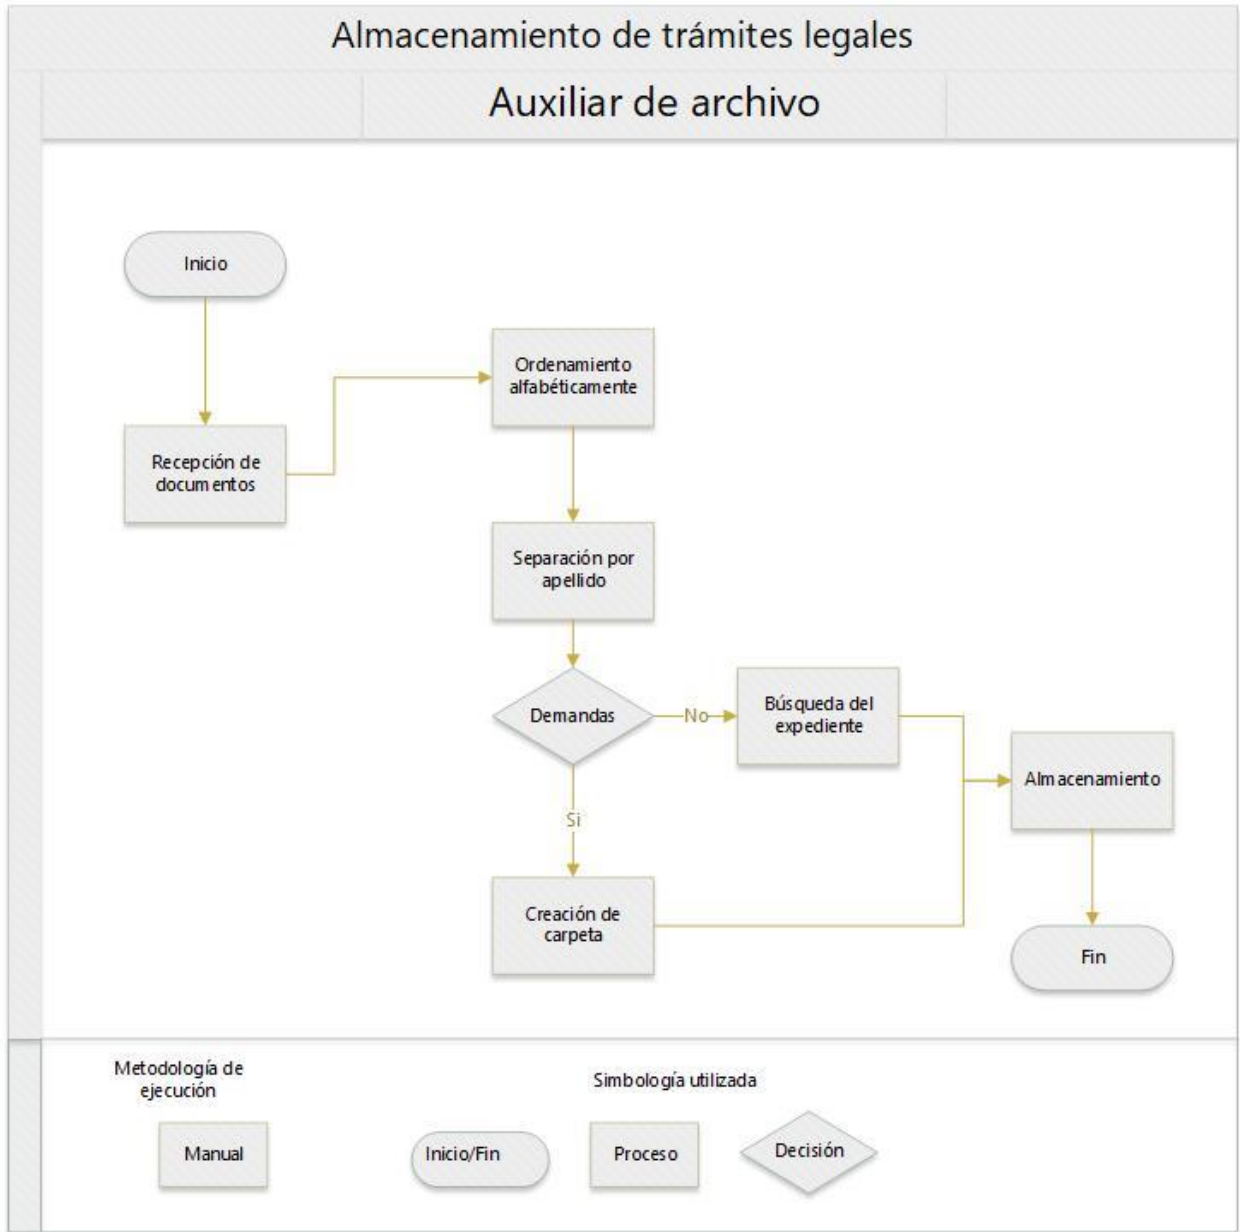 Almacenamiento de trámites legales
Auxiliar de archivo
Inicio
Recepción de
documentos
Ordenamiento
alfabéticamente
Separación por
apellido
Demandas
No
Búsqueda del
expediente
Si
Creación de
carpeta
Almacenamiento
Fin
Metodología de
ejecución
Manual
Simbología utilizada
Inicio/Fin
Proceso
Decisión